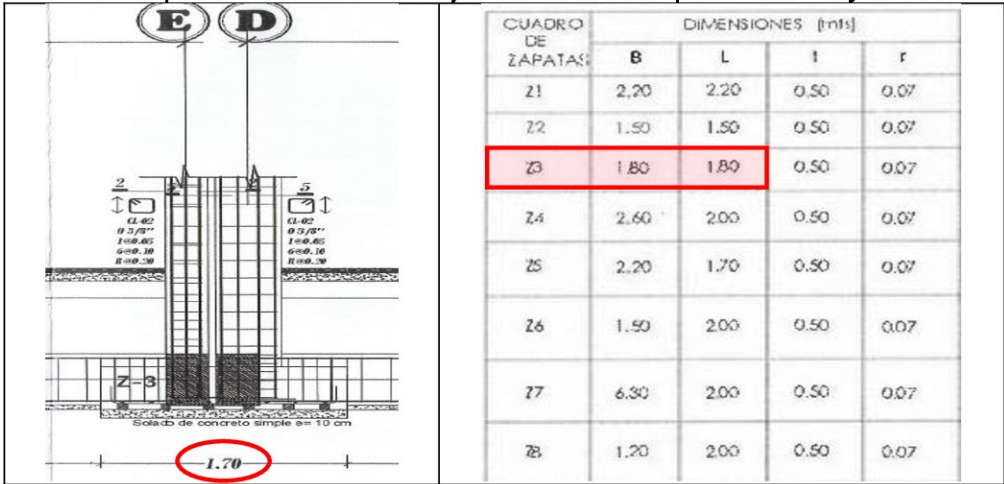 E D
2 5
CL-02 CL-02
0 3/8" 0 3/8"
1@0.05 1@0.05
6@0.10 6@0.10
R@0.20 R@0.20
Z-3
Solado de concreto simple e= 10 cm
1.70
CUADRO DE ZAPATAS DIMENSIONES (mts)
B L t r
Z1 2.20 2.20 0.50 0.07
Z2 1.50 1.50 0.50 0.07
Z3 1.80 1.80 0.50 0.07
Z4 2.60 2.00 0.50 0.07
Z5 2.20 1.70 0.50 0.07
Z6 1.50 2.00 0.50 0.07
Z7 6.30 2.00 0.50 0.07
Z8 1.20 2.00 0.50 0.07